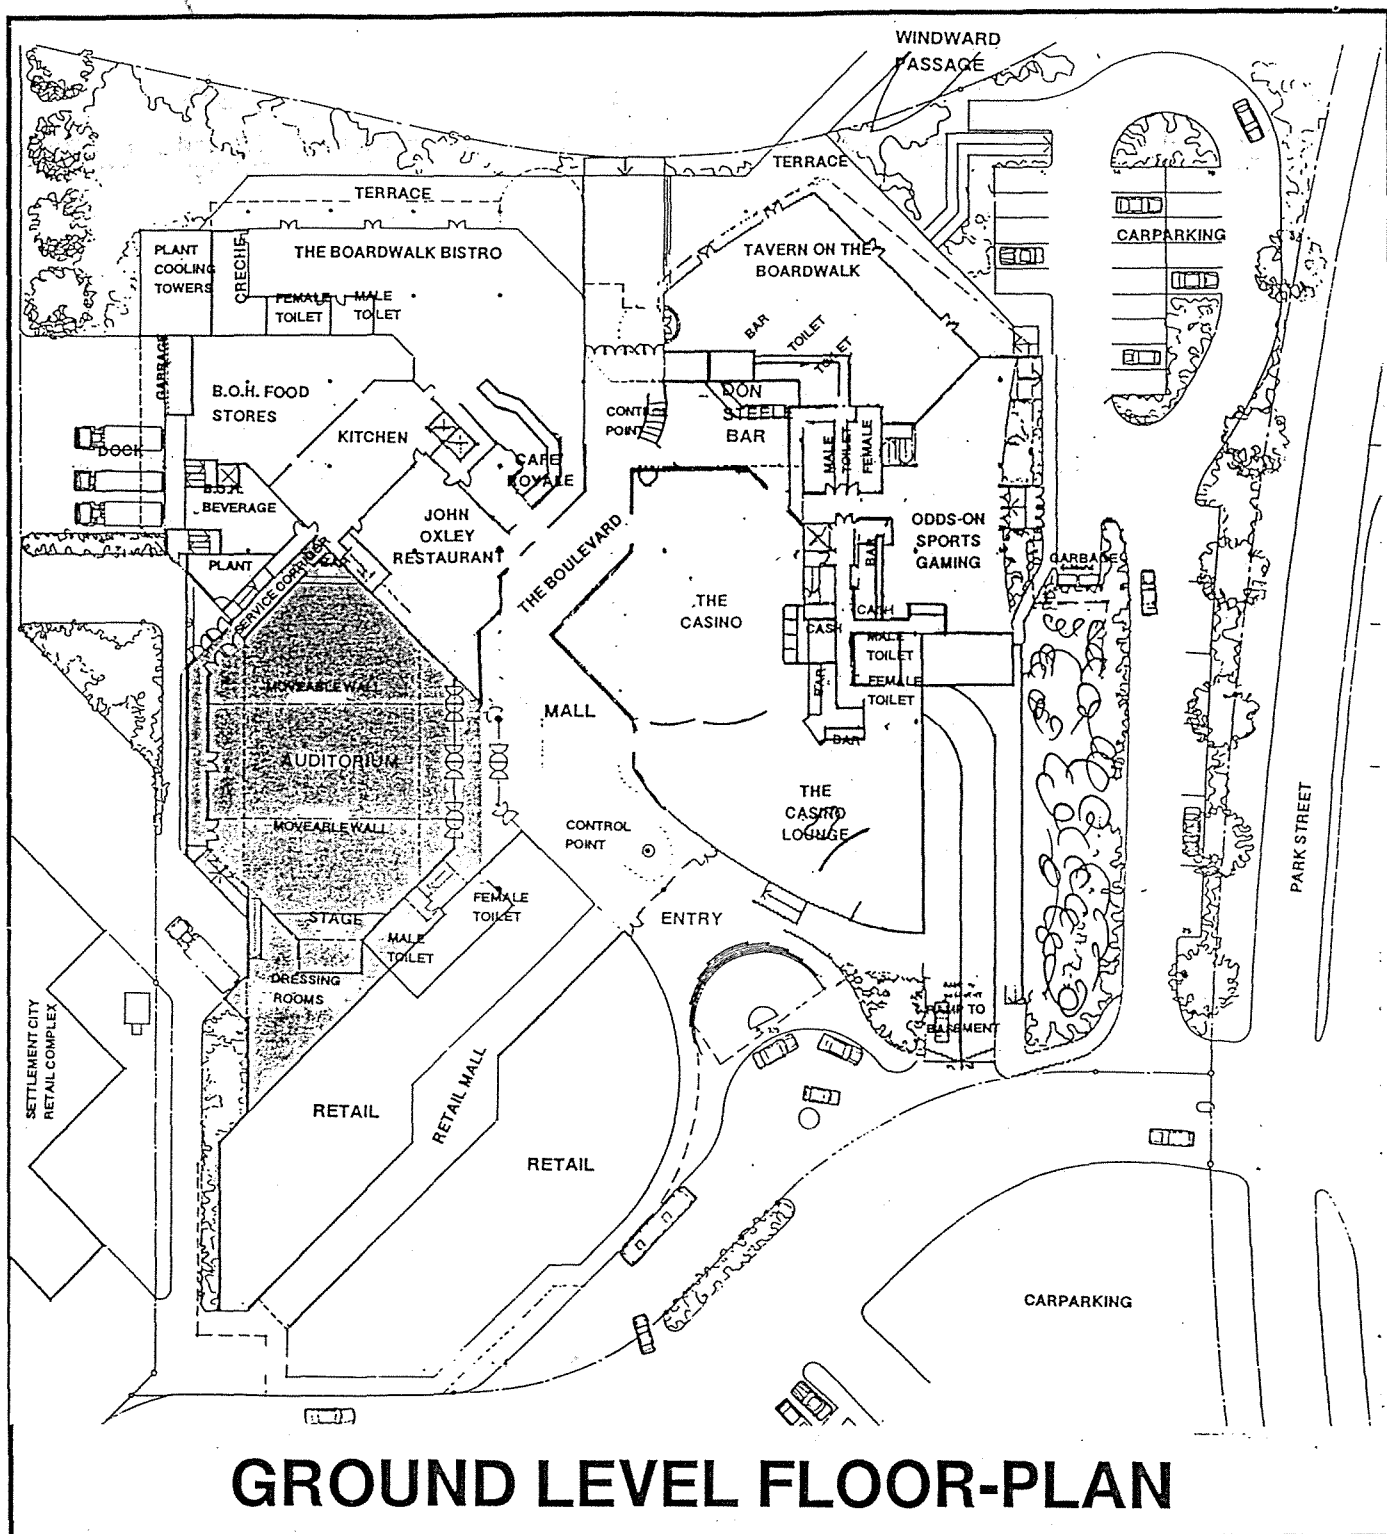 WINDWARD
PASSAGE
TERRACE
TERRACE
CARPARKING
PLANT
COOLING
TOWERS
CRECHE
THE BOARDWALK BISTRO
TAVERN ON THE
BOARDWALK
FEMALE
TOILET
MALE
TOILET
BAR
TOILET
TOILET
GARBAGE
B.O.H. FOOD
STORES
KITCHEN
CONTROL
POINT
DON
STEELE
BAR
MALE
TOILET
FEMALE
DOCK
CAFE
ROYALE
B.O.H.
BEVERAGE
JOHN
OXLEY
RESTAURANT
ODDS-ON
SPORTS
GAMING
PLANT
SERVICE CORRIDOR
BAR
THE BOULEVARD
BAR
GARBAGE
THE
CASINO
CASH
CASH
MALE
TOILET
FEMALE
TOILET
MOVEABLE WALL
BAR
MALL
BAR
AUDITORIUM
THE
CASINO
LOUNGE
MOVEABLE WALL
CONTROL
POINT
PARK STREET
STAGE
FEMALE
TOILET
ENTRY
MALE
TOILET
DRESSING
ROOMS
RAMP TO
BASEMENT
SETTLEMENT CITY
RETAIL COMPLEX
RETAIL
RETAIL MALL
RETAIL
CARPARKING
GROUND LEVEL FLOOR-PLAN